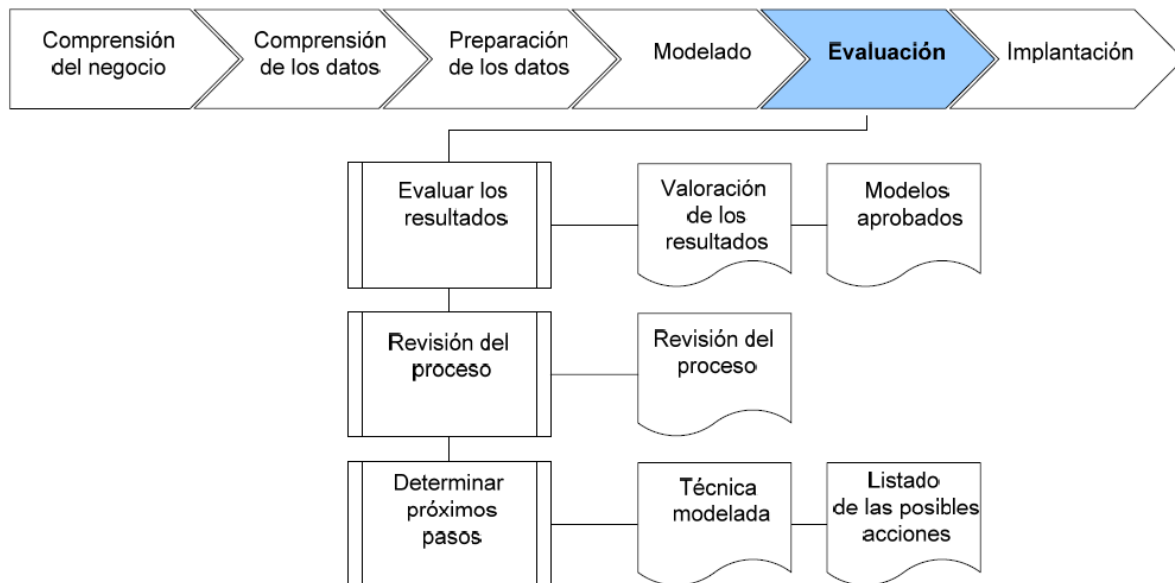 Comprensión
del negocio
Comprensión
de los datos
Preparación
de los datos
Modelado
Evaluación
Implantación
Evaluar los
resultados
Valoración
de los
resultados
Modelos
aprobados
Revisión del
proceso
Revisión del
proceso
Determinar
próximos
pasos
Técnica
modelada
Listado
de las posibles
acciones